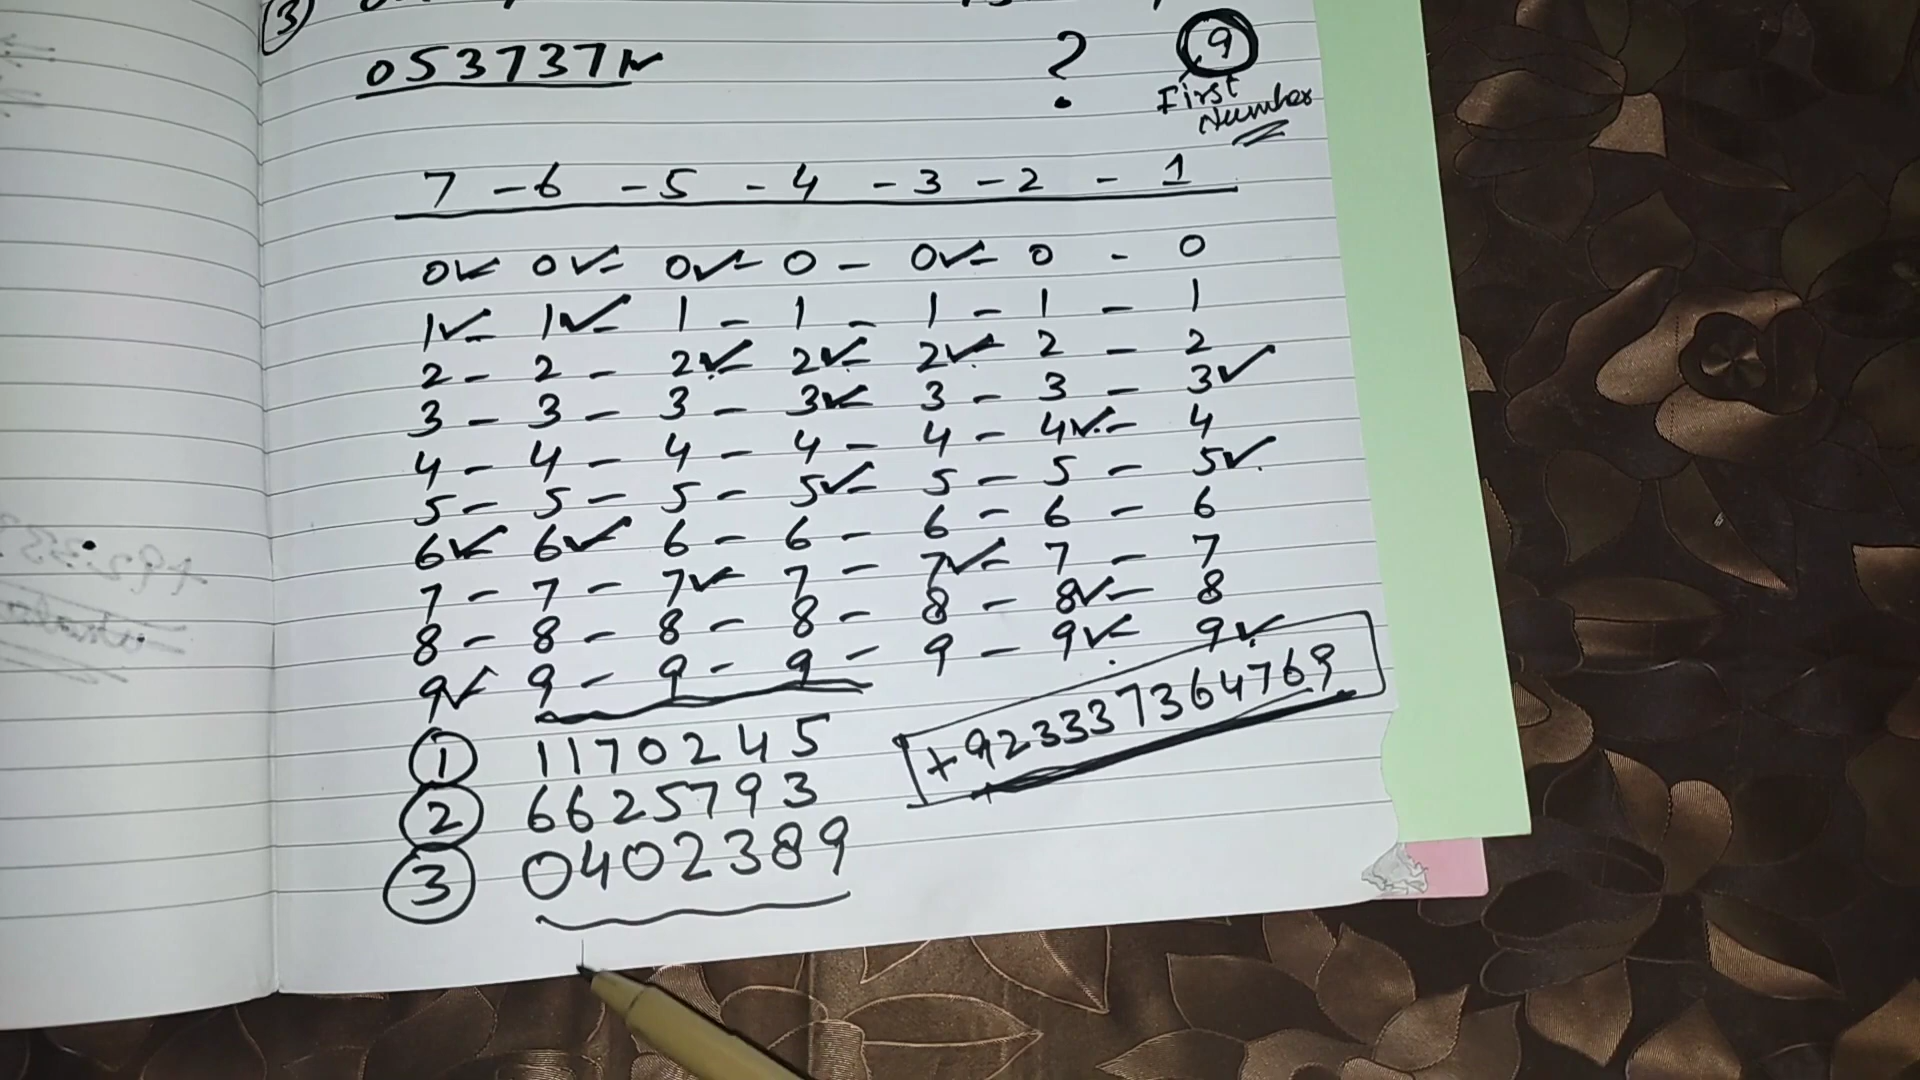 3
053737
?
9
First
Number
7 - 6 - 5 - 4 - 3 - 2 - 1
0✓ 0✓- 0✓- 0 - 0✓- 0 - 0
1✓- 1✓- 1 - 1 - 1 - 1 - 1
2 - 2 - 2✓- 2✓- 2✓- 2 - 2
3 - 3 - 3 - 3✓- 3 - 3 - 3✓
4 - 4 - 4 - 4 - 4 - 4✓- 4
5 - 5 - 5 - 5✓- 5 - 5 - 5✓
6✓- 6✓- 6 - 6 - 6 - 6 - 6
7 - 7 - 7✓- 7 - 7✓- 7 - 7
8 - 8 - 8 - 8 - 8 - 8✓- 8
9✓- 9 - 9 - 9 - 9 - 9✓- 9✓
1 1170245
2 6625793
3 0402389
+923337364769